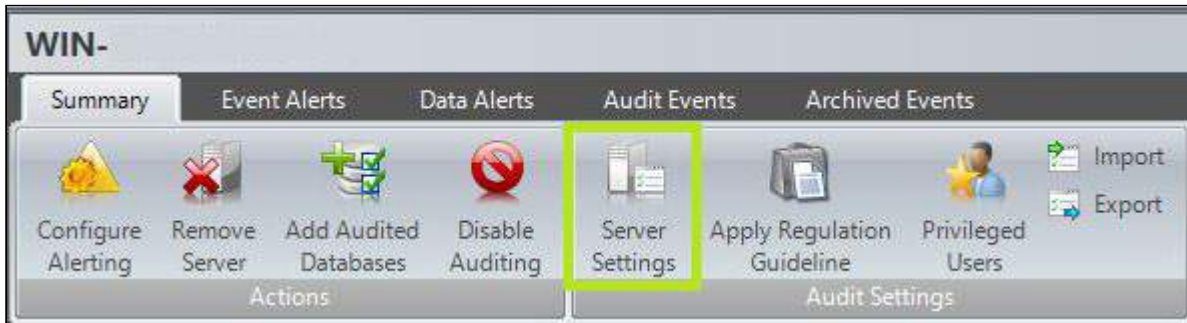 WIN-
Summary Event Alerts Data Alerts Audit Events Archived Events
Configure Alerting
Remove Server
Add Audited Databases
Disable Auditing
Server Settings
Apply Regulation Guideline
Privileged Users
Import
Export
Actions
Audit Settings